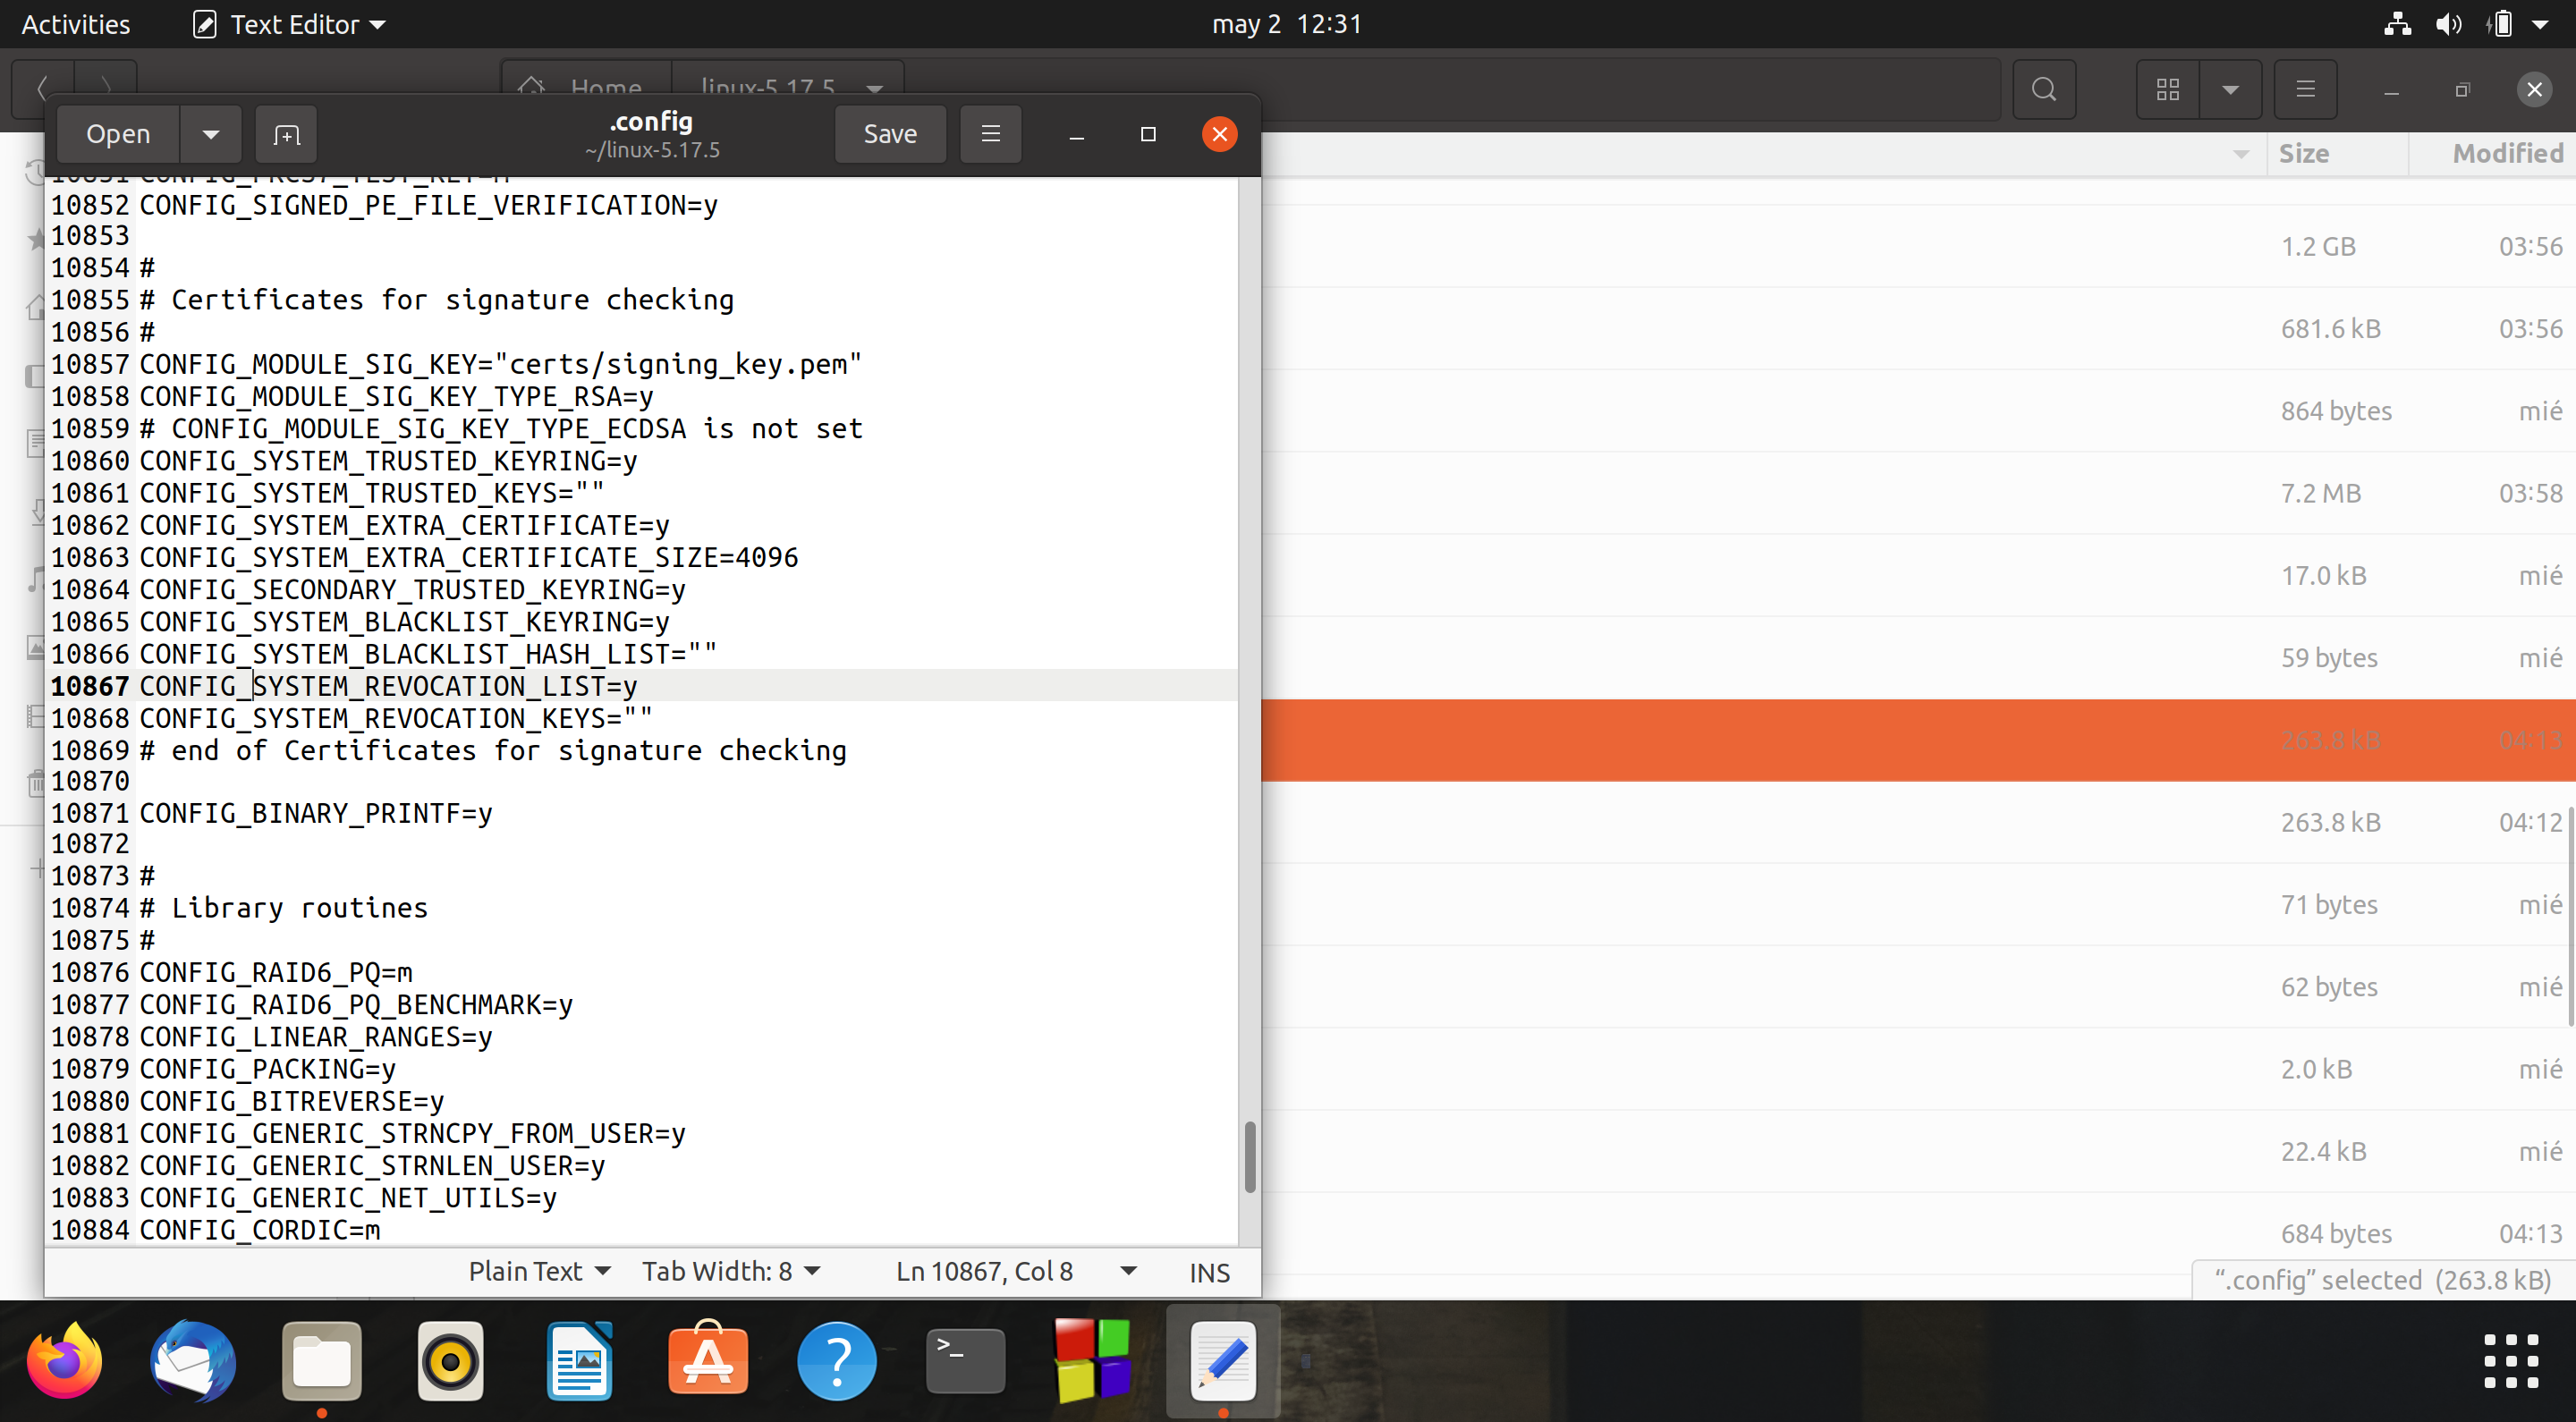 Activities Text Editor may 2 12:31
Home linux-5.17.5
Open .config Save
~/linux-5.17.5
Size Modified
10852 CONFIG_SIGNED_PE_FILE_VERIFICATION=y
10853
10854 #
10855 # Certificates for signature checking
10856 #
10857 CONFIG_MODULE_SIG_KEY="certs/signing_key.pem"
10858 CONFIG_MODULE_SIG_KEY_TYPE_RSA=y
10859 # CONFIG_MODULE_SIG_KEY_TYPE_ECDSA is not set
10860 CONFIG_SYSTEM_TRUSTED_KEYRING=y
10861 CONFIG_SYSTEM_TRUSTED_KEYS=""
10862 CONFIG_SYSTEM_EXTRA_CERTIFICATE=y
10863 CONFIG_SYSTEM_EXTRA_CERTIFICATE_SIZE=4096
10864 CONFIG_SECONDARY_TRUSTED_KEYRING=y
10865 CONFIG_SYSTEM_BLACKLIST_KEYRING=y
10866 CONFIG_SYSTEM_BLACKLIST_HASH_LIST=""
10867 CONFIG_SYSTEM_REVOCATION_LIST=y
10868 CONFIG_SYSTEM_REVOCATION_KEYS=""
10869 # end of Certificates for signature checking
10870
10871 CONFIG_BINARY_PRINTF=y
10872
10873 #
10874 # Library routines
10875 #
10876 CONFIG_RAID6_PQ=m
10877 CONFIG_RAID6_PQ_BENCHMARK=y
10878 CONFIG_LINEAR_RANGES=y
10879 CONFIG_PACKING=y
10880 CONFIG_BITREVERSE=y
10881 CONFIG_GENERIC_STRNCPY_FROM_USER=y
10882 CONFIG_GENERIC_STRNLEN_USER=y
10883 CONFIG_GENERIC_NET_UTILS=y
10884 CONFIG_CORDIC=m
Plain Text Tab Width: 8 Ln 10867, Col 8 INS
1.2 GB 03:56
681.6 kB 03:56
864 bytes mié
7.2 MB 03:58
17.0 kB mié
59 bytes mié
263.8 kB 04:13
263.8 kB 04:12
71 bytes mié
62 bytes mié
2.0 kB mié
22.4 kB mié
684 bytes 04:13
“.config” selected (263.8 kB)